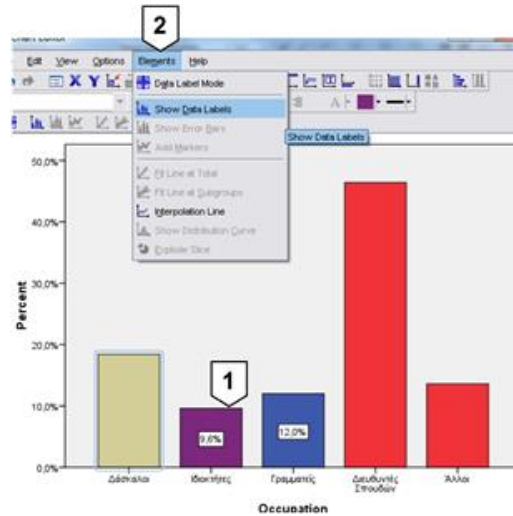 2
Chart Editor
Edit View Options Elements Help
Data Label Mode
Show Data Labels
Show Error Bars
Show Data Labels
Add Markers
Fit Line at Total
Fit Line at Subgroups
Interpolation Line
Show Distribution Curve
Explode Slice
Percent
50,0%
40,0%
30,0%
20,0%
10,0%
0,0%
1
9,6%
12,0%
Δάσκαλοι Ιδιοκτήτες Γραμματείς Διευθυντές Σπουδών Άλλοι
Occupation